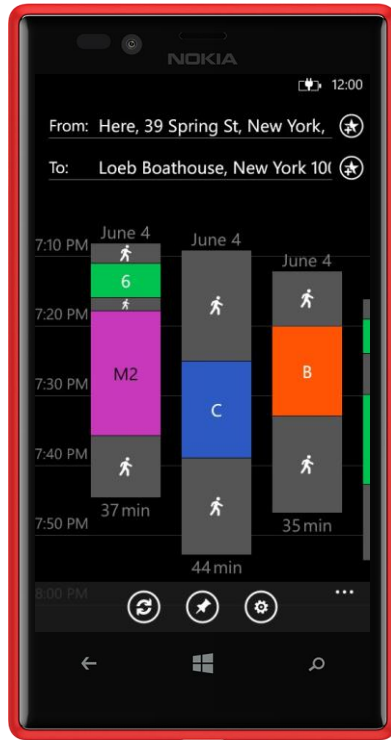 NOKIA
12:00
From: Here, 39 Spring St, New York,
To: Loeb Boathouse, New York 100
June 4
June 4
June 4
7:10 PM
6
7:20 PM
M2
B
7:30 PM
C
7:40 PM
37 min
35 min
7:50 PM
44 min
8:00 PM